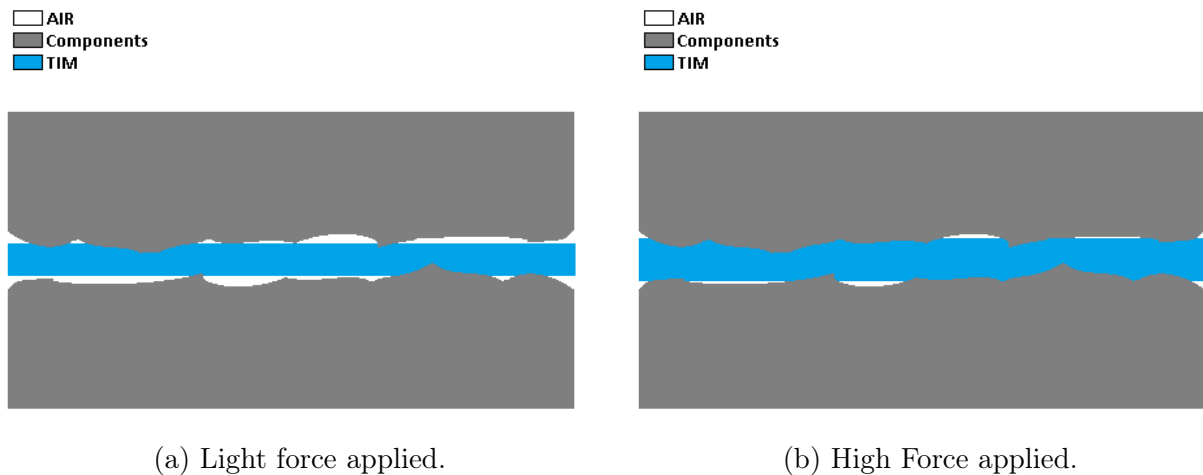 AIR
Components
TIM
AIR
Components
TIM
(a) Light force applied.
(b) High Force applied.